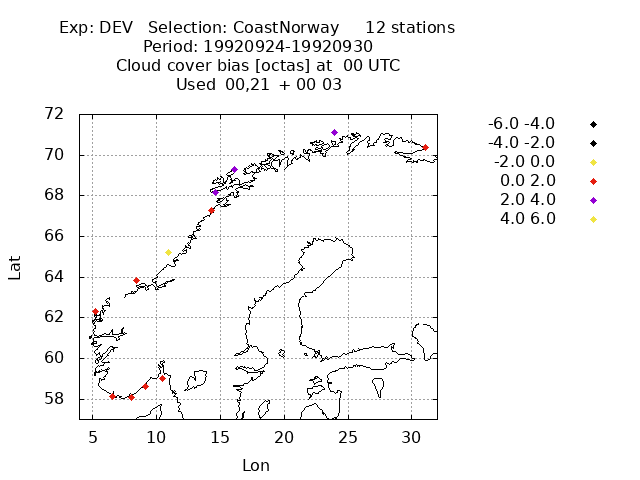 Exp: DEV Selection: CoastNorway 12 stations
Period: 19920924-19920930
Cloud cover bias [octas] at 00 UTC
Used 00,21 + 00 03
72
70
68
66
64
62
60
58
5 10 15 20 25 30
Lat
Lon
-6.0 -4.0
-4.0 -2.0
-2.0 0.0
0.0 2.0
2.0 4.0
4.0 6.0